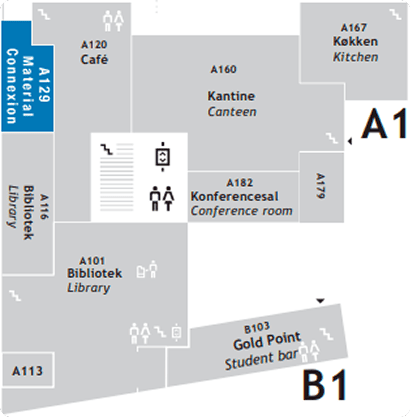 A120
Café
A167
Køkken
Kitchen
A129
Material
Connexion
A160
Kantine
Canteen
A1
A116
Bibliotek
Library
A182
Konferencesal
Conference room
A179
A101
Bibliotek
Library
B103
Gold Point
Student bar
A113
B1